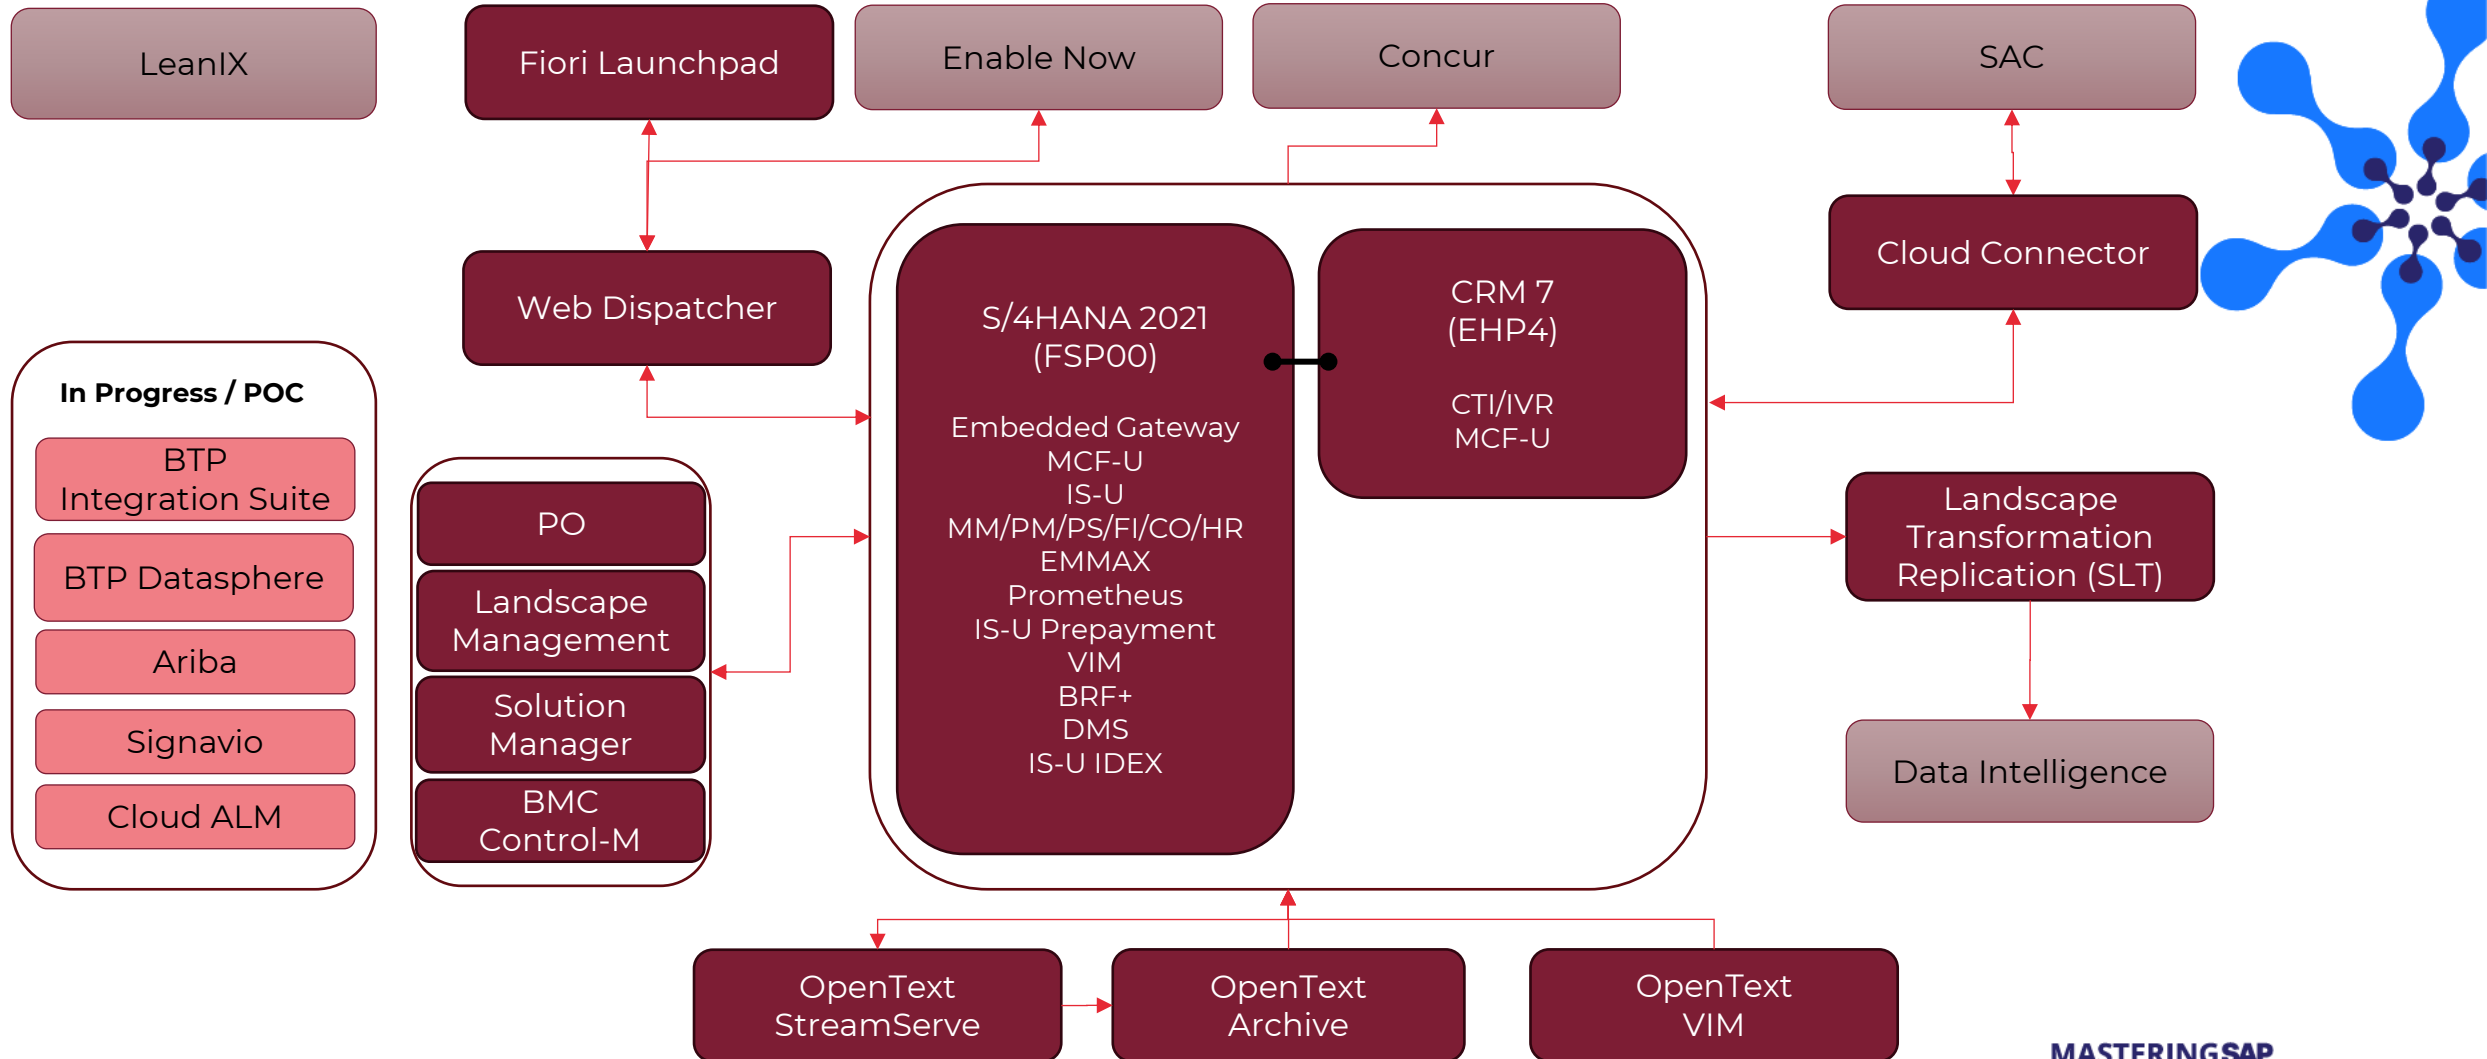 LeanIX
Fiori Launchpad
Enable Now
Concur
SAC
Web Dispatcher
Cloud Connector
In Progress / POC
BTP
Integration Suite
BTP Datasphere
Ariba
Signavio
Cloud ALM
PO
Landscape
Management
Solution
Manager
BMC
Control-M
S/4HANA 2021
(FSP00)
Embedded Gateway
MCF-U
IS-U
MM/PM/PS/FI/CO/HR
EMMAX
Prometheus
IS-U Prepayment
VIM
BRF+
DMS
IS-U IDEX
CRM 7
(EHP4)
CTI/IVR
MCF-U
Landscape
Transformation
Replication (SLT)
Data Intelligence
OpenText
StreamServe
OpenText
Archive
OpenText
VIM
MASTERINGSAP